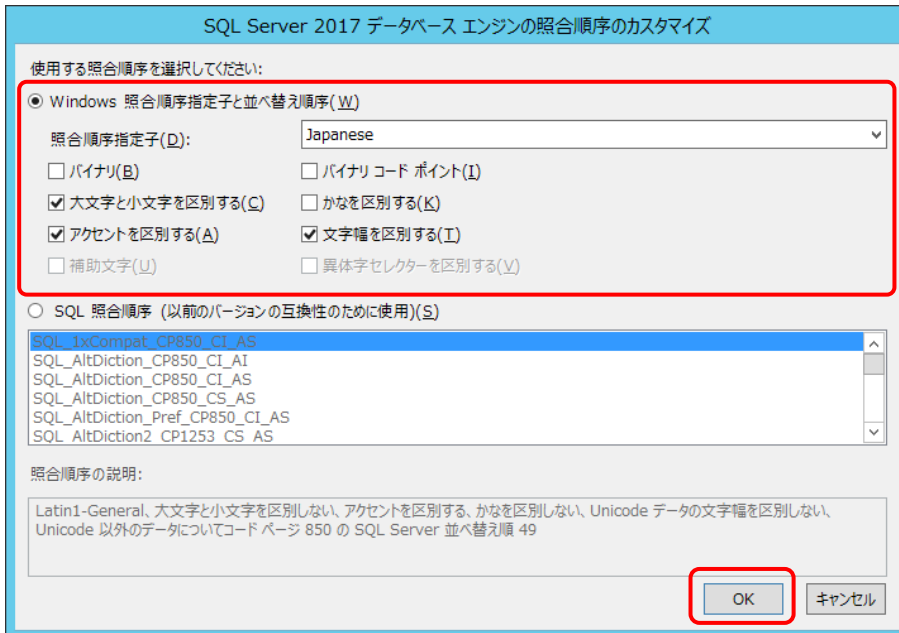 SQL Server 2017 データベース エンジンの照合順序のカスタマイズ
使用する照合順序を選択してください:
Windows 照合順序指定子と並べ替え順序(W)
照合順序指定子(D): Japanese
バイナリ(B) バイナリ コード ポイント(I)
大文字と小文字を区別する(C) かなを区別する(K)
アクセントを区別する(A) 文字幅を区別する(T)
補助文字(U) 異体字セレクターを区別する(V)
SQL 照合順序 (以前のバージョンの互換性のために使用)(S)
SQL_1xCompat_CP850_CI_AS
SQL_AltDiction_CP850_CI_AI
SQL_AltDiction_CP850_CI_AS
SQL_AltDiction_CP850_CS_AS
SQL_AltDiction_Pref_CP850_CI_AS
SQL_AltDiction2_CP1253_CS_AS
照合順序の説明:
Latin1-General、大文字と小文字を区別しない、アクセントを区別する、かなを区別しない、Unicode データの文字幅を区別しない、
Unicode 以外のデータについてコード ページ 850 の SQL Server 並べ替え順 49
OK キャンセル